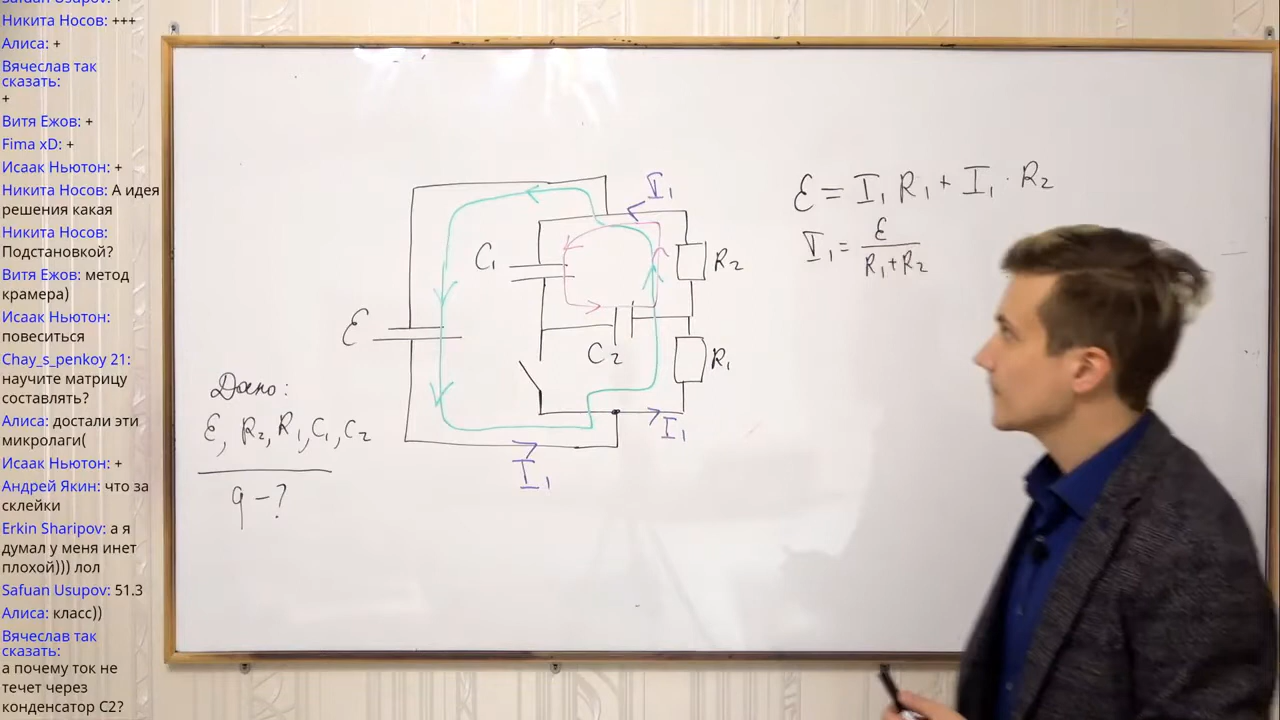 Safuan Usupov: +
Никита Носов: +++
Алиса: +
Вячеслав так
сказать:
+
Витя Ежов: +
Fima xD: +
Исаак Ньютон: +
Никита Носов: А идея
решения какая
Никита Носов:
Подстановкой?
Витя Ежов: метод
крамера)
Исаак Ньютон:
повеситься
Chay_s_penkoy 21:
научите матрицу
составлять?
Алиса: достали эти
микролаги(
Исаак Ньютон: +
Андрей Якин: что за
склейки
Erkin Sharipov: а я
думал у меня инет
плохой))) лол
Safuan Usupov: 51.3
Алиса: класс))
Вячеслав так
сказать:
а почему ток не
течет через
конденсатор С2?
I₁
C₁
R₂
ℰ
C₂
R₁
I₁
I₁
Дано:
ℰ, R₂, R₁, C₁, C₂
q - ?
ℰ = I₁ R₁ + I₁ · R₂
I₁ = ℰ / (R₁ + R₂)